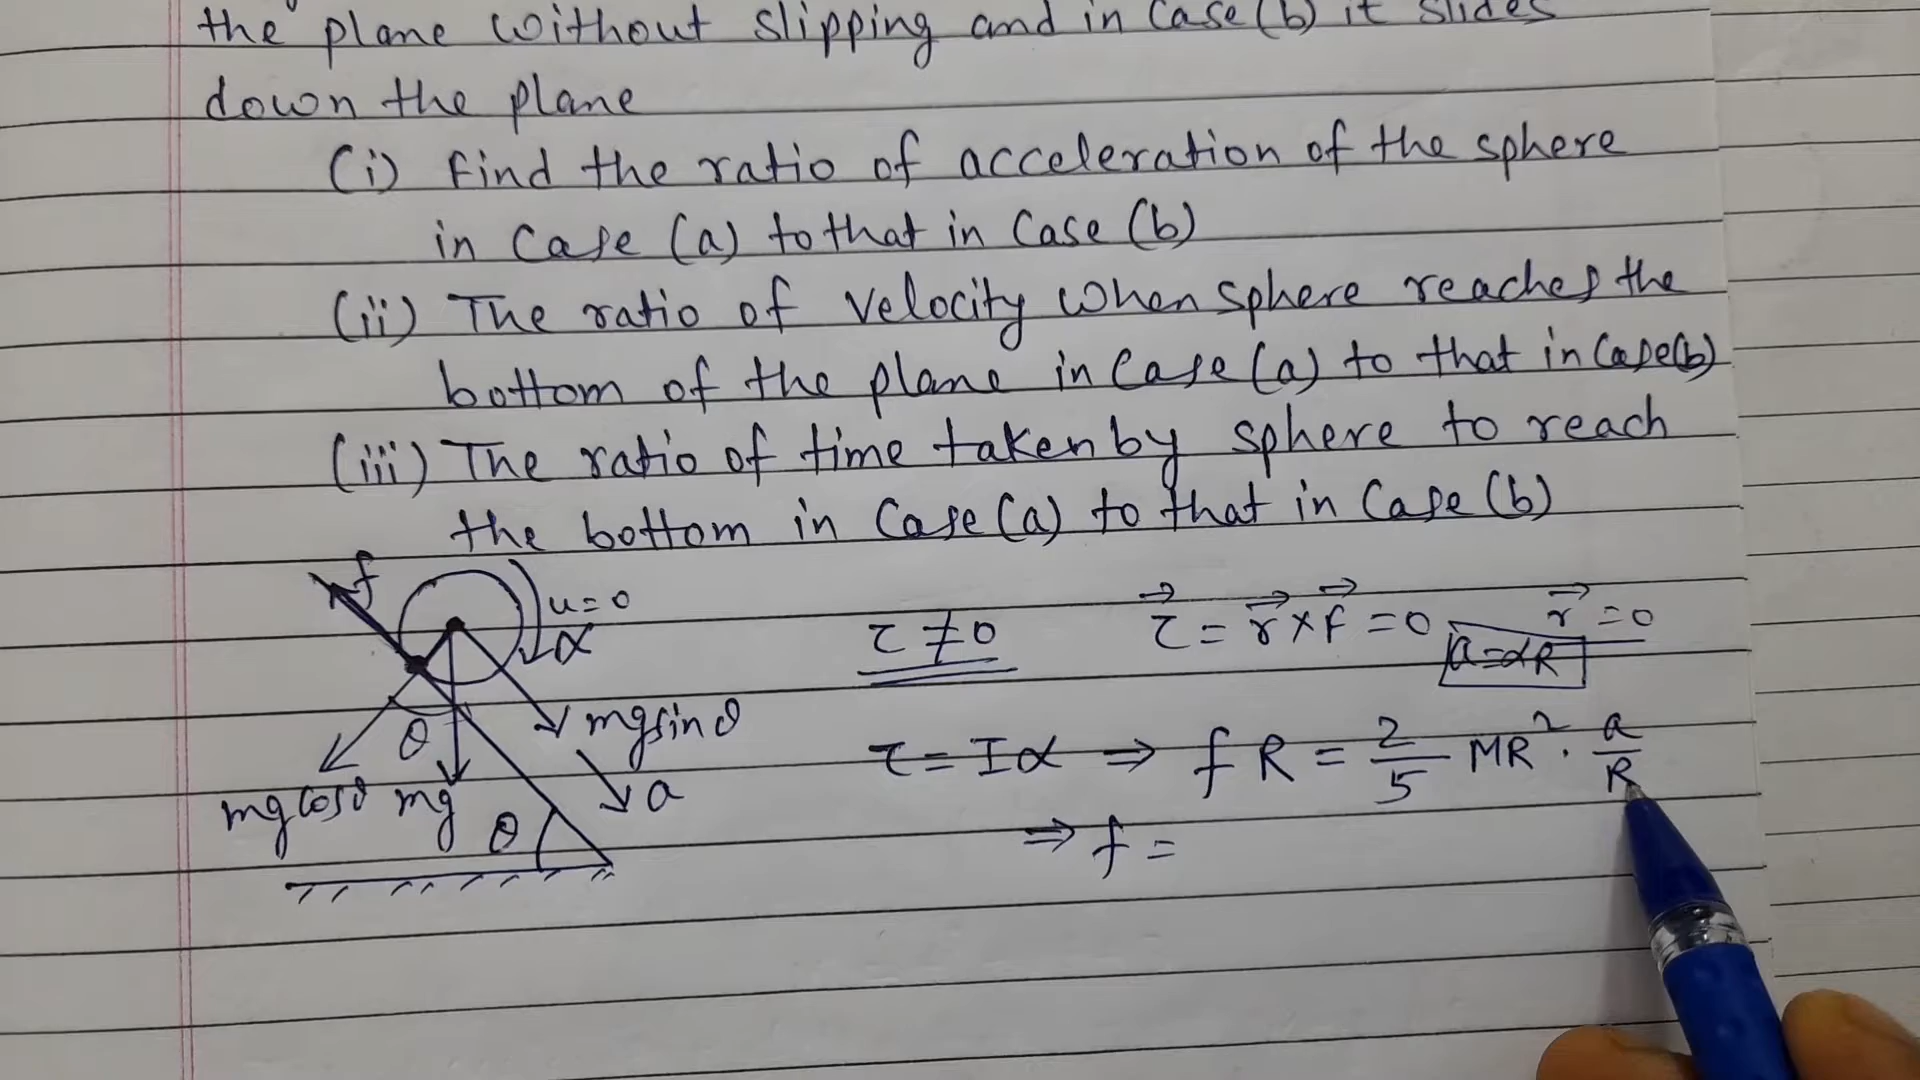 the plane without slipping and in Case (b) it slides
down the plane
(i) find the ratio of acceleration of the sphere
in Case (a) to that in Case (b)
(ii) The ratio of velocity when sphere reaches the
bottom of the plane in Case (a) to that in Case(b)
(iii) The ratio of time taken by sphere to reach
the bottom in Case (a) to that in Case (b)
f
u=0
α
τ ≠ 0
τ⃗ = r⃗ × f⃗ = 0
r⃗ = 0
a=αR
θ
mg sin θ
mg cos θ
mg
a
θ
τ = Iα ⇒ f R = 2/5 MR² · a/R
⇒ f =